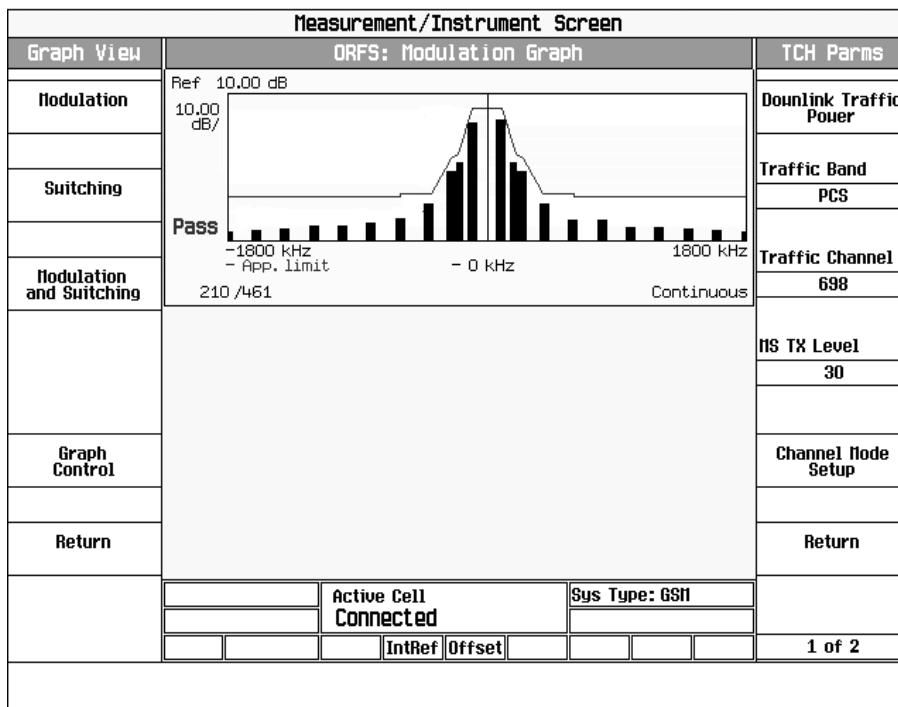 Measurement/Instrument Screen
Graph View
ORFS: Modulation Graph
TCH Parms
Modulation
Switching
Modulation
and Switching
Graph
Control
Return
Ref 10.00 dB
10.00
dB/
Pass
-1800 kHz
1800 kHz
- App. limit
- 0 kHz
210 /461
Continuous
Downlink Traffic
Power
Traffic Band
PCS
Traffic Channel
698
MS TX Level
30
Channel Mode
Setup
Return
Active Cell
Connected
Sys Type: GSM
IntRef
Offset
1 of 2